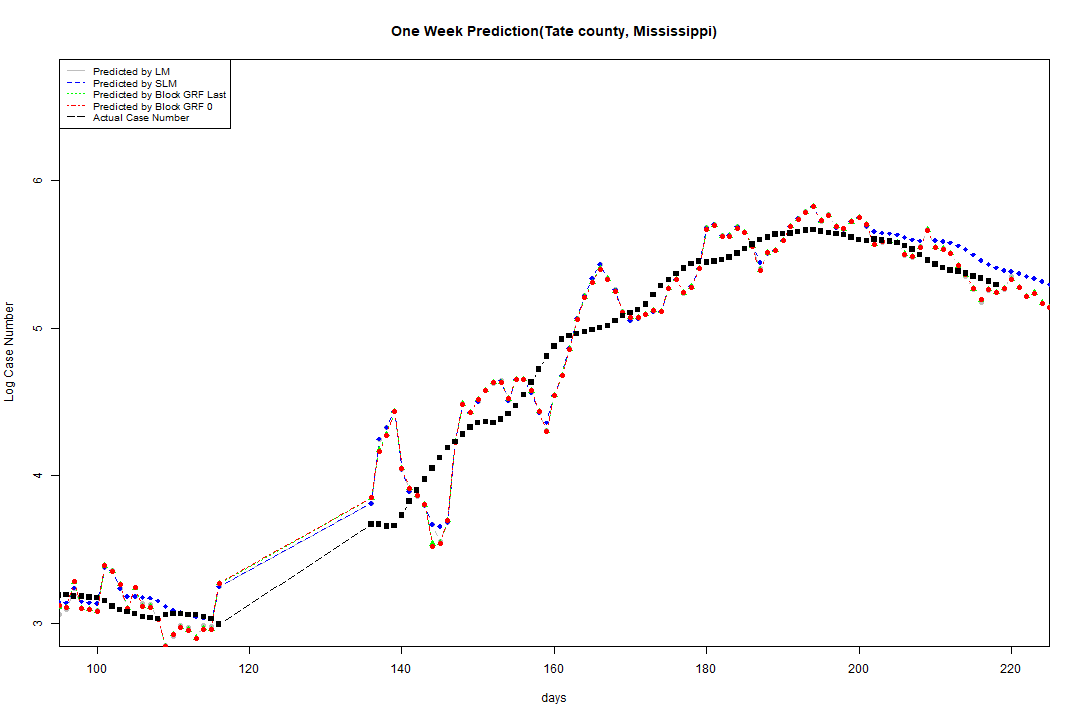 One Week Prediction(Tate county, Mississippi)
Predicted by LM
Predicted by SLM
Predicted by Block GRF Last
Predicted by Block GRF 0
Actual Case Number
Log Case Number
6
5
4
3
100 120 140 160 180 200 220
days